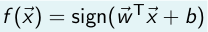 f(x⃗) = sign(w⃗ᵀx⃗ + b)